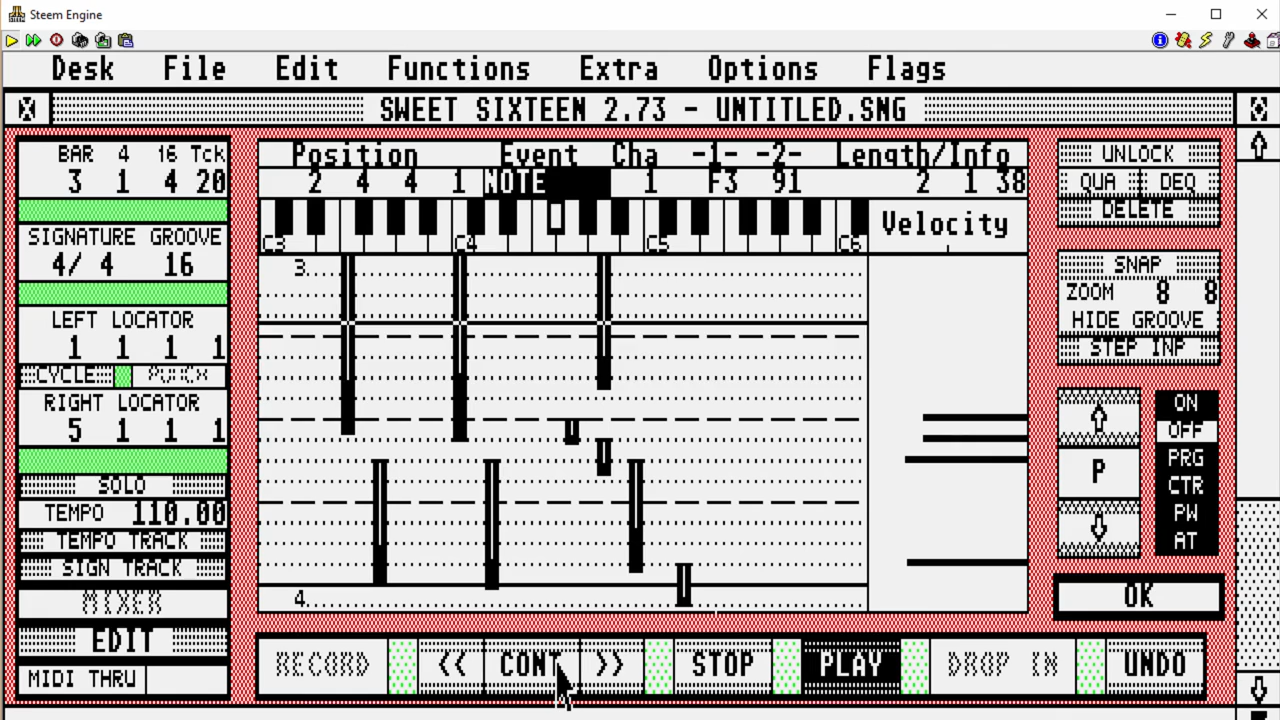 Steem Engine
Desk File Edit Functions Extra Options Flags
SWEET SIXTEEN 2.73 - UNTITLED.SNG
BAR 4 16 Tck
3 1 4 20
SIGNATURE GROOVE
4/ 4 16
LEFT LOCATOR
1 1 1 1
CYCLE PUNCH
RIGHT LOCATOR
5 1 1 1
SOLO
TEMPO 110.00
TEMPO TRACK
SIGN TRACK
MIXER
EDIT
MIDI THRU
Position Event Cha -1- -2- Length/Info
2 4 4 1 NOTE 1 F3 91 2 1 38
C3 C4 C5 C6 Velocity
3
4
UNLOCK
QUA DEQ
DELETE
SNAP
ZOOM 8 8
HIDE GROOVE
STEP INP
P
ON
OFF
PRG
CTR
PW
AT
OK
RECORD << CONT >> STOP PLAY DROP IN UNDO